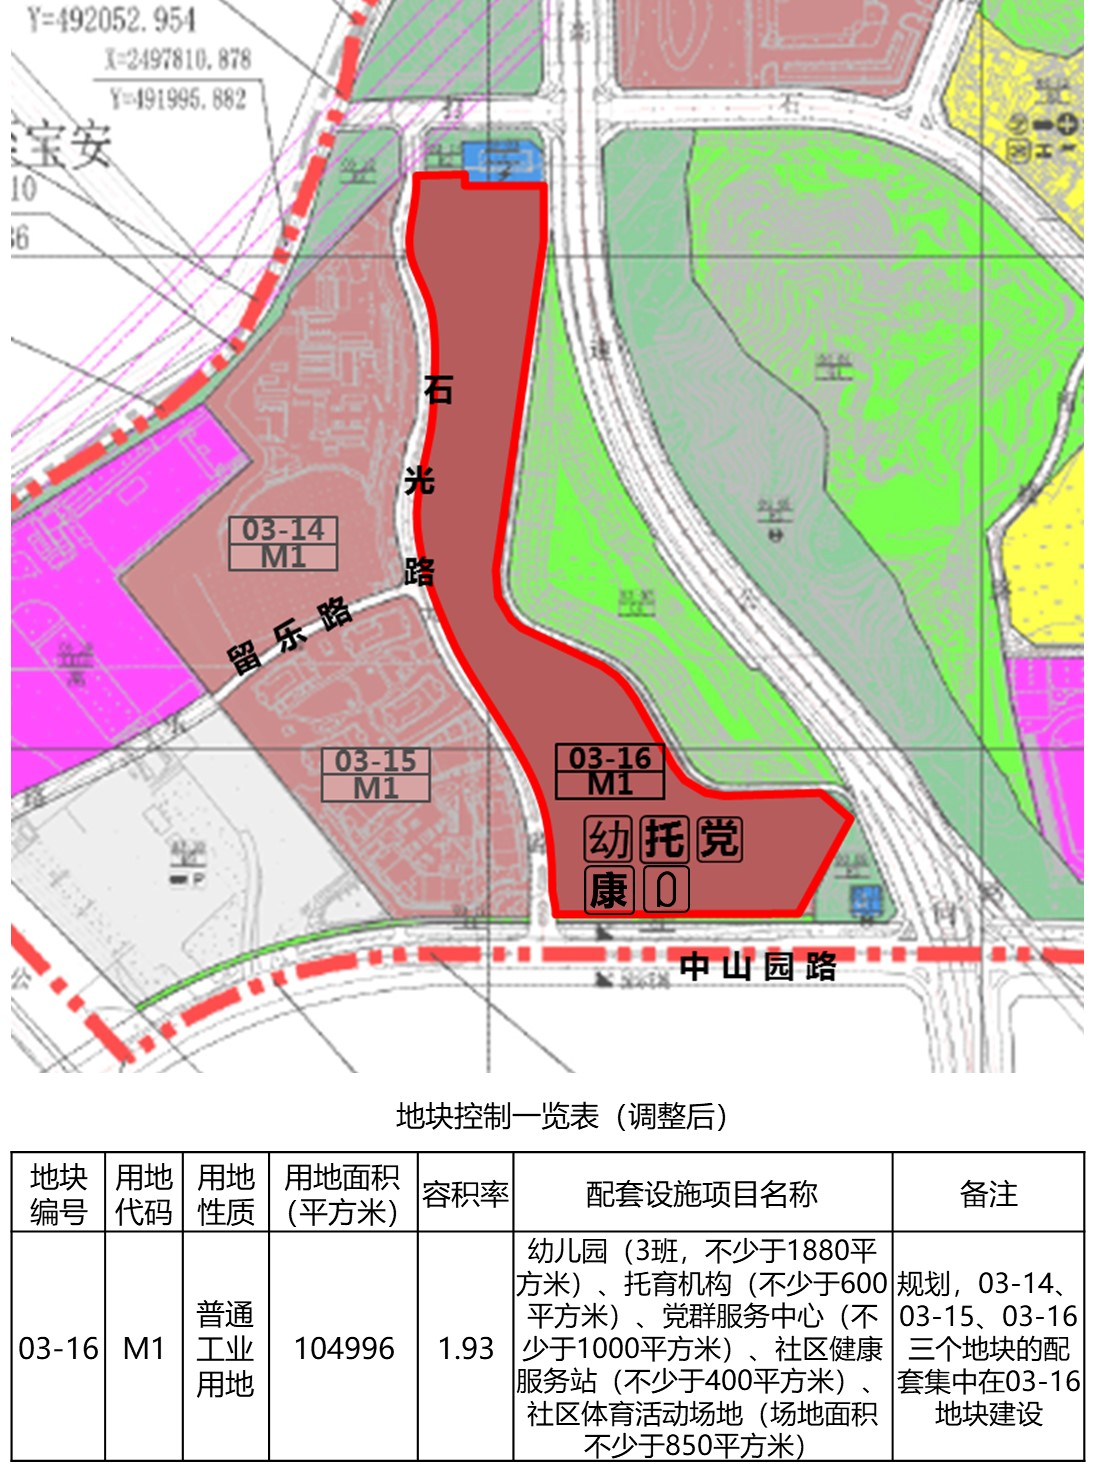 Y=492052.954
X=2497810.878
Y=491995.882
宝安
10
36
石
石
光
路
03-14
M1
留乐路
03-15
M1
03-16
M1
幼 托 党
康
中山园路
地块控制一览表（调整后）
地块
编号
用地
代码
用地
性质
用地面积
（平方米）
容积率
配套设施项目名称
备注
03-16
M1
普通
工业
用地
104996
1.93
幼儿园（3班，不少于1880平
方米）、托育机构（不少于600
平方米）、党群服务中心（不
少于1000平方米）、社区健康
服务站（不少于400平方米）、
社区体育活动场地（场地面积
不少于850平方米）
规划，03-14、
03-15、03-16
三个地块的配
套集中在03-16
地块建设